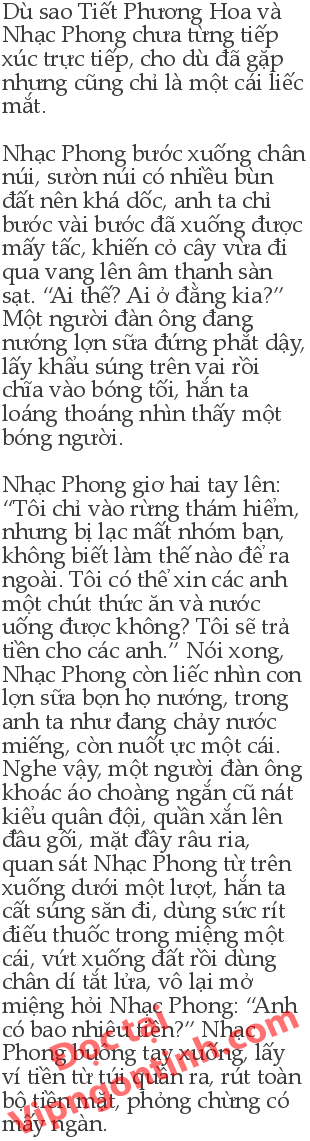 Dù sao Tiết Phương Hoa và
Nhạc Phong chưa từng tiếp
xúc trực tiếp, cho dù đã gặp
nhưng cũng chỉ là một cái liếc
mắt.

Nhạc Phong bước xuống chân
núi, sườn núi có nhiều bùn
đất nên khá dốc, anh ta chỉ
bước vài bước đã xuống được
mấy tấc, khiến cỏ cây vừa đi
qua vang lên âm thanh sàn
sạt. “Ai thế? Ai ở đằng kia?”
Một người đàn ông đang
nướng lợn sữa đứng phắt dậy,
lấy khẩu súng trên vai rồi
chĩa vào bóng tối, hắn ta
loáng thoáng nhìn thấy một
bóng người.

Nhạc Phong giơ hai tay lên:
“Tôi chỉ vào rừng thám hiểm,
nhưng bị lạc mất nhóm bạn,
không biết làm thế nào để ra
ngoài. Tôi có thể xin các anh
một chút thức ăn và nước
uống được không? Tôi sẽ trả
tiền cho các anh.” Nói xong,
Nhạc Phong còn liếc nhìn con
lợn sữa bọn họ nướng, trong
anh ta như đang chảy nước
miếng, còn nuốt ực một cái.
Nghe vậy, một người đàn ông
khoác áo choàng ngắn cũ nát
kiểu quân đội, quần xắn lên
đầu gối, mặt đầy râu ria,
quan sát Nhạc Phong từ trên
xuống dưới một lượt, hắn ta
cất súng săn đi, dùng sức rít
điếu thuốc trong miệng một
cái, vứt xuống đất rồi dùng
chân dí tắt lửa, vô lại mở
miệng hỏi Nhạc Phong: “Anh
có bao nhiêu tiền?” Nhạc
Phong buông tay xuống, lấy
ví tiền từ túi quần ra, rút toàn
bộ tiền mặt, phỏng chừng có
mấy ngàn.
Đọc tại
Vipngontinh.com